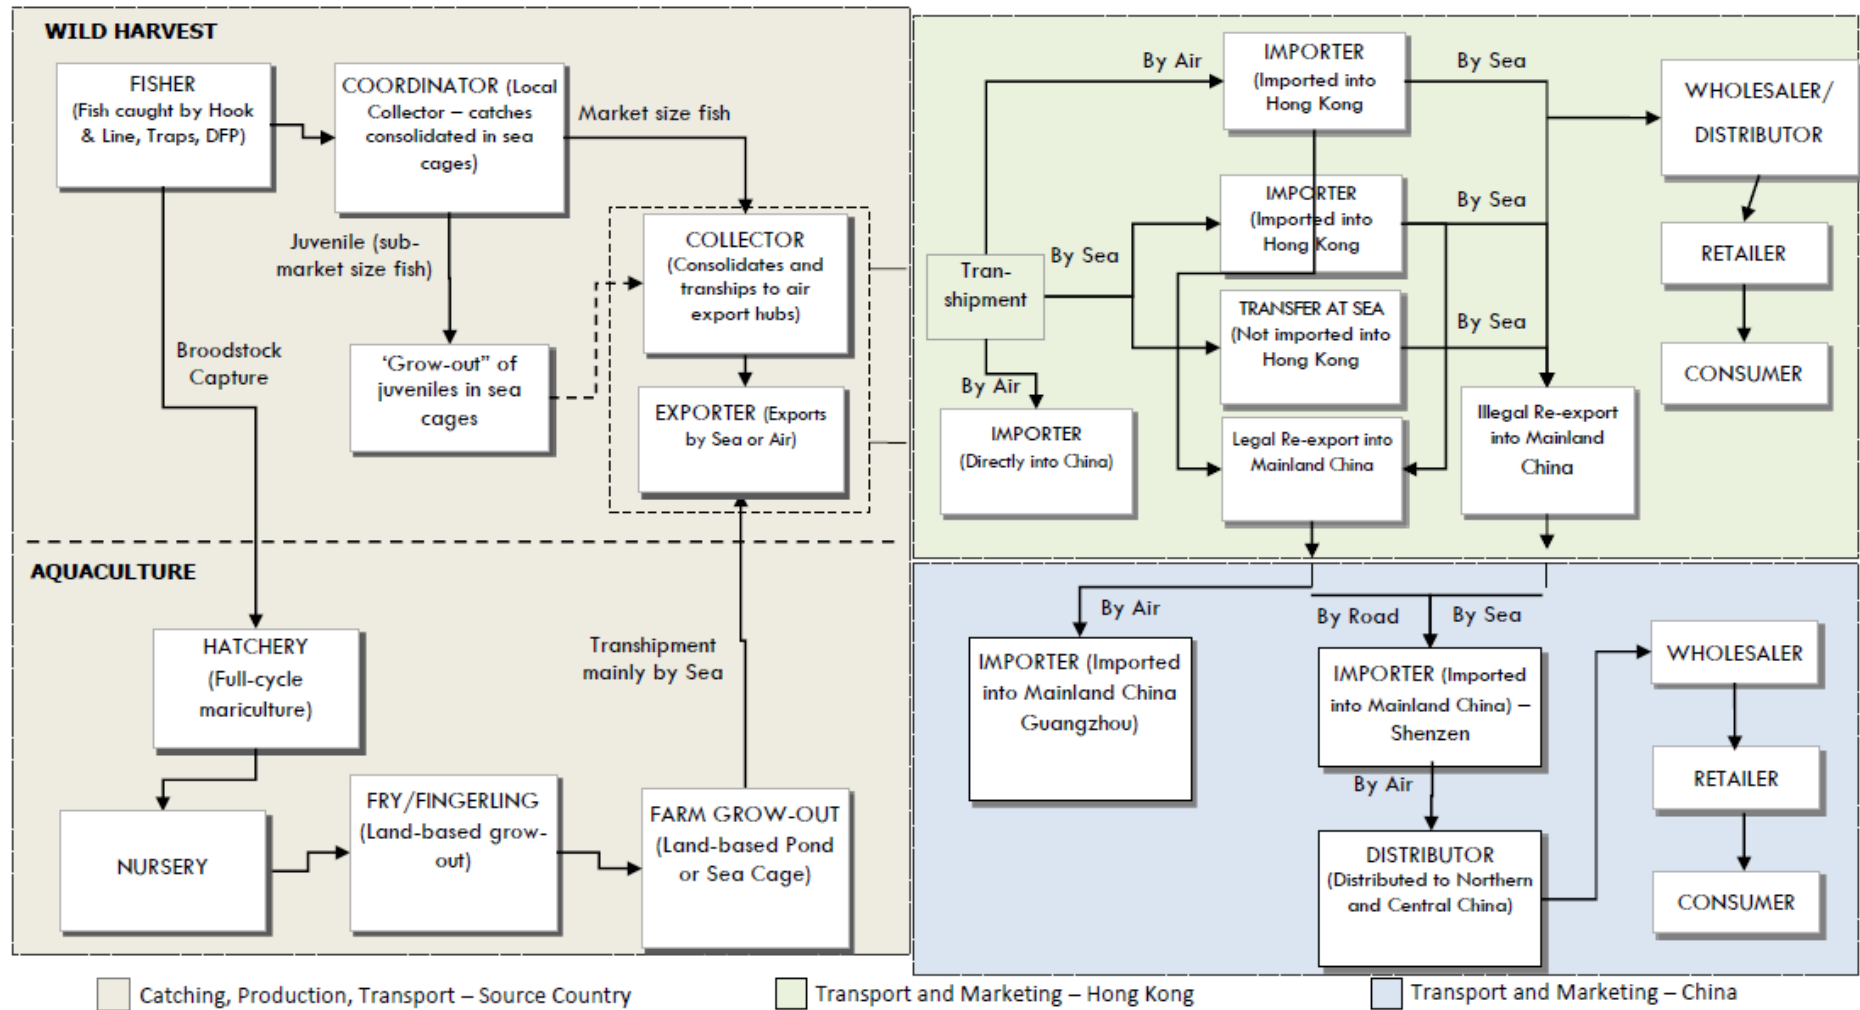 WILD HARVEST
FISHER
(Fish caught by Hook
& Line, Traps, DFP)
COORDINATOR (Local
Collector – catches
consolidated in sea
cages)
Market size fish
Juvenile (sub-
market size fish)
COLLECTOR
(Consolidates and
tranships to air
export hubs)
Broodstock
Capture
'Grow-out" of
juveniles in sea
cages
EXPORTER (Exports
by Sea or Air)
AQUACULTURE
HATCHERY
(Full-cycle
mariculture)
Transhipment
mainly by Sea
NURSERY
FRY/FINGERLING
(Land-based grow-
out)
FARM GROW-OUT
(Land-based Pond
or Sea Cage)
By Air
IMPORTER
(Imported into
Hong Kong
By Sea
WHOLESALER/
DISTRIBUTOR
IMPORTER
(Imported into
Hong Kong
By Sea
RETAILER
Tran-
shipment
By Sea
TRANSFER AT SEA
(Not imported into
Hong Kong
By Sea
CONSUMER
By Air
IMPORTER
(Directly into China)
Legal Re-export into
Mainland China
Illegal Re-export
into Mainland
China
By Air
By Road
By Sea
IMPORTER (Imported
into Mainland China
Guangzhou)
IMPORTER (Imported
into Mainland China) –
Shenzen
WHOLESALER
By Air
RETAILER
DISTRIBUTOR
(Distributed to Northern
and Central China)
CONSUMER
Catching, Production, Transport – Source Country
Transport and Marketing – Hong Kong
Transport and Marketing – China